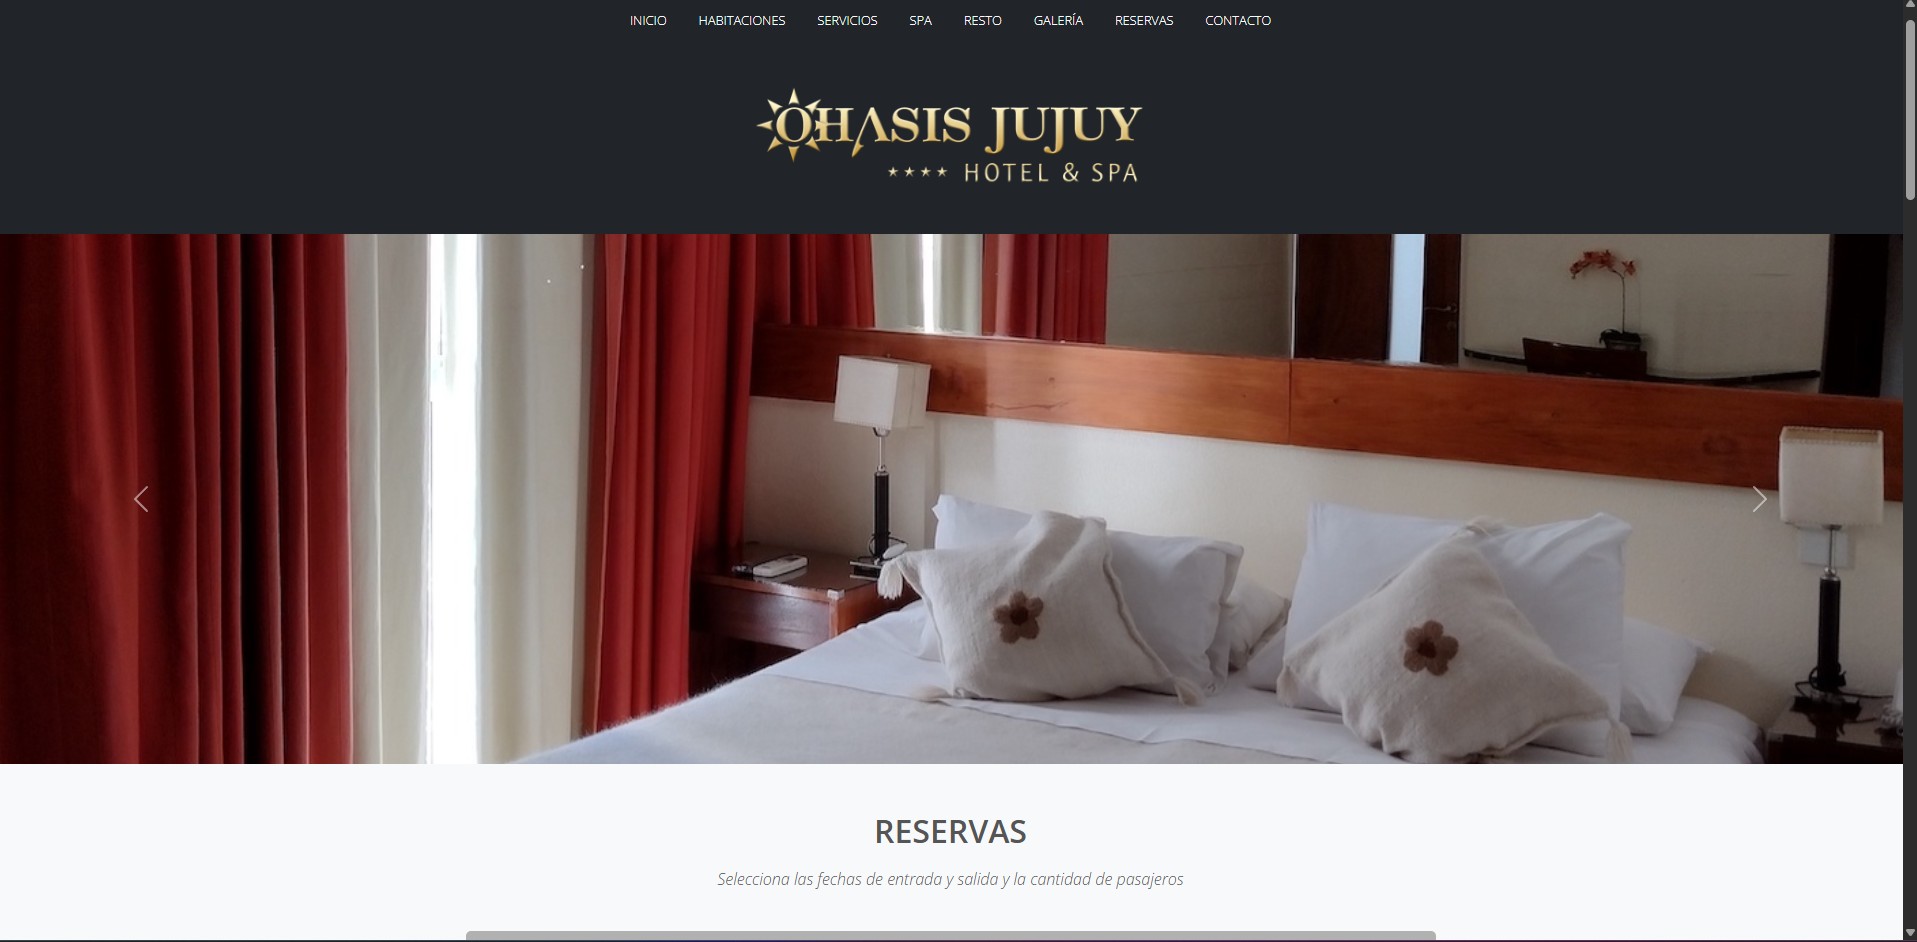 INICIO HABITACIONES SERVICIOS SPA RESTO GALERÍA RESERVAS CONTACTO
OHASIS JUJUY
★★★★ HOTEL & SPA
RESERVAS
Selecciona las fechas de entrada y salida y la cantidad de pasajeros